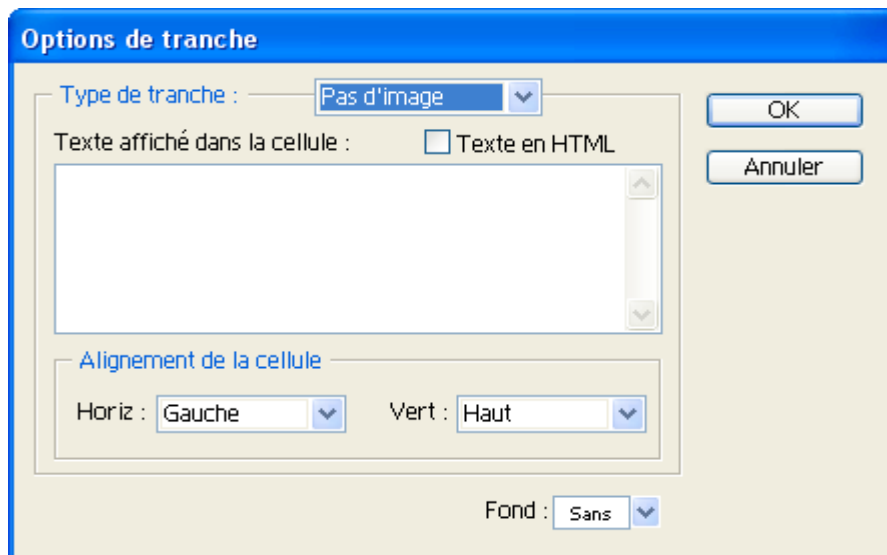 Options de tranche
Type de tranche : Pas d'image
OK
Texte affiché dans la cellule : Texte en HTML
Annuler
Alignement de la cellule
Horiz : Gauche Vert : Haut
Fond : Sans